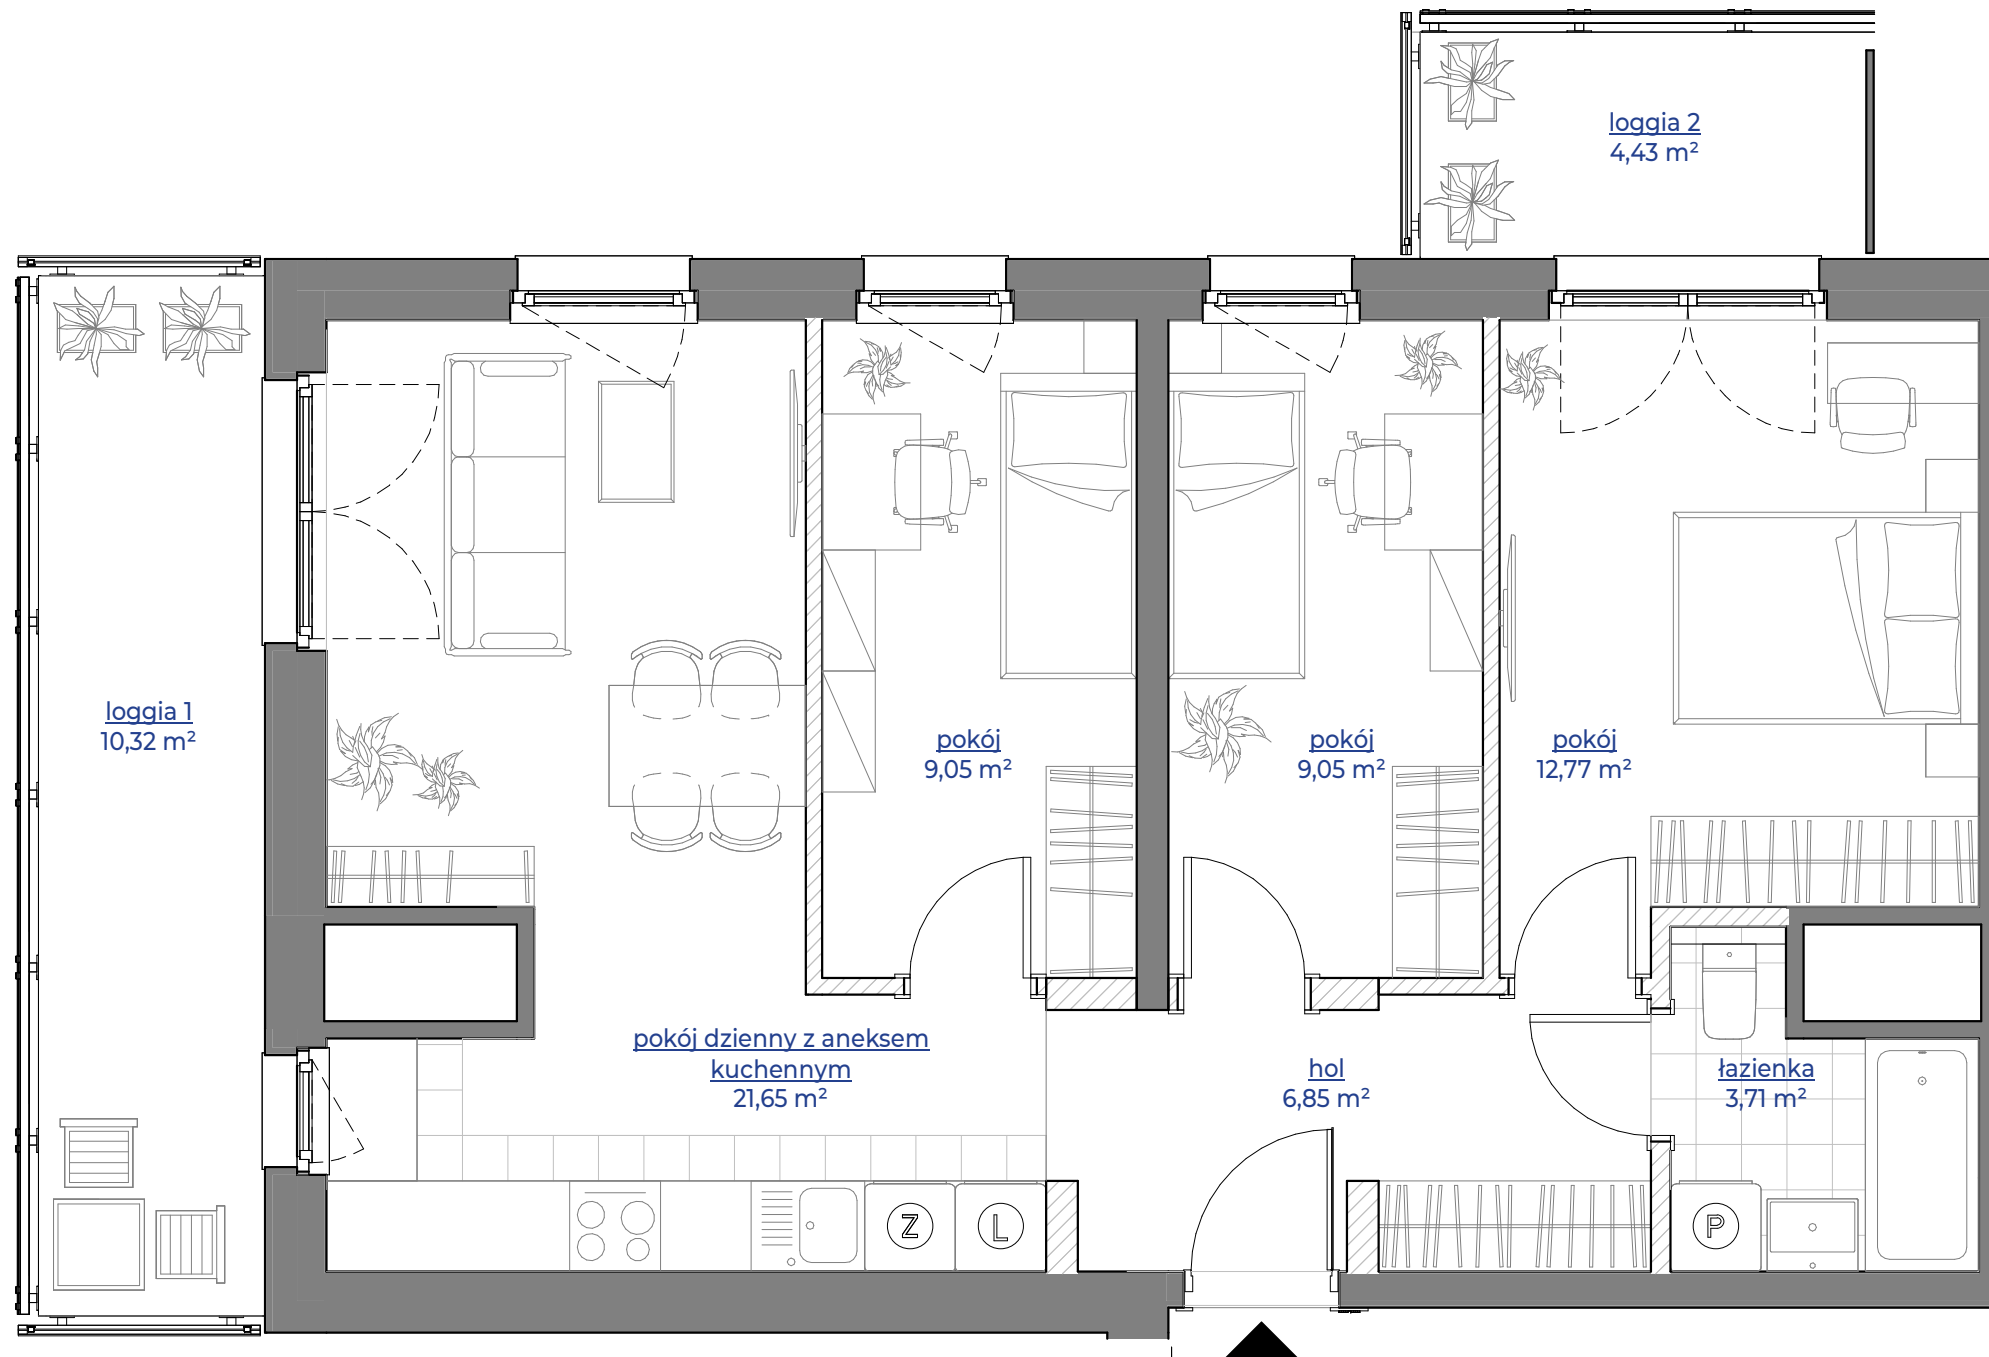 loggia 2
4,43 m²
loggia 1
10,32 m²
pokój
9,05 m²
pokój
9,05 m²
pokój
12,77 m²
pokój dzienny z aneksem
kuchennym
21,65 m²
hol
6,85 m²
łazienka
3,71 m²
Z
L
P